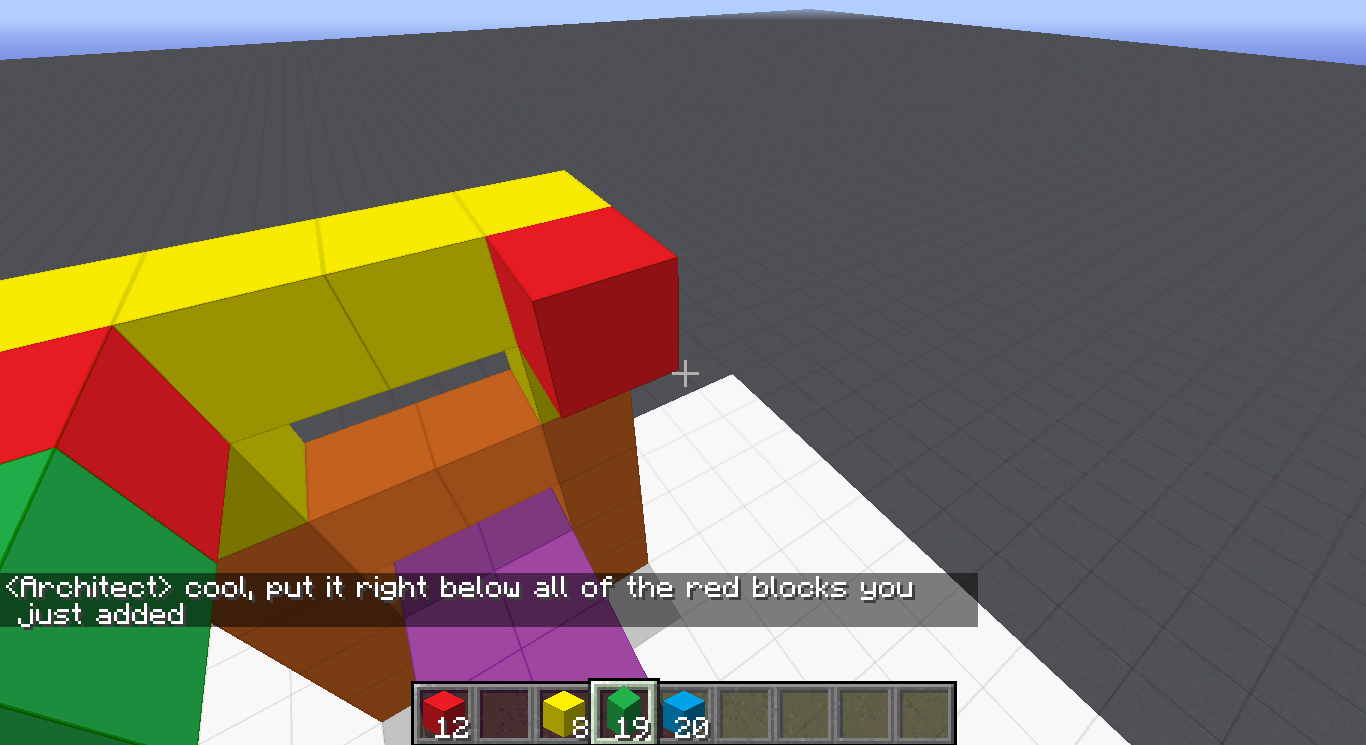 <Architect> cool, put it right below all of the red blocks you
just added
12 8 19 20